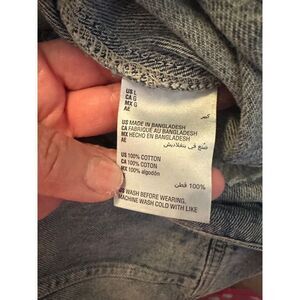 US L
CA G
MX G
AE كبير
US MADE IN BANGLADESH
CA FABRIQUÉ AU BANGLADESH
MX HECHO EN BANGLADESH
AE صُنع في بنغلاديش
US 100% COTTON
CA 100% COTON
MX 100% algodón
100% قطن
US WASH BEFORE WEARING.
MACHINE WASH COLD WITH LIKE